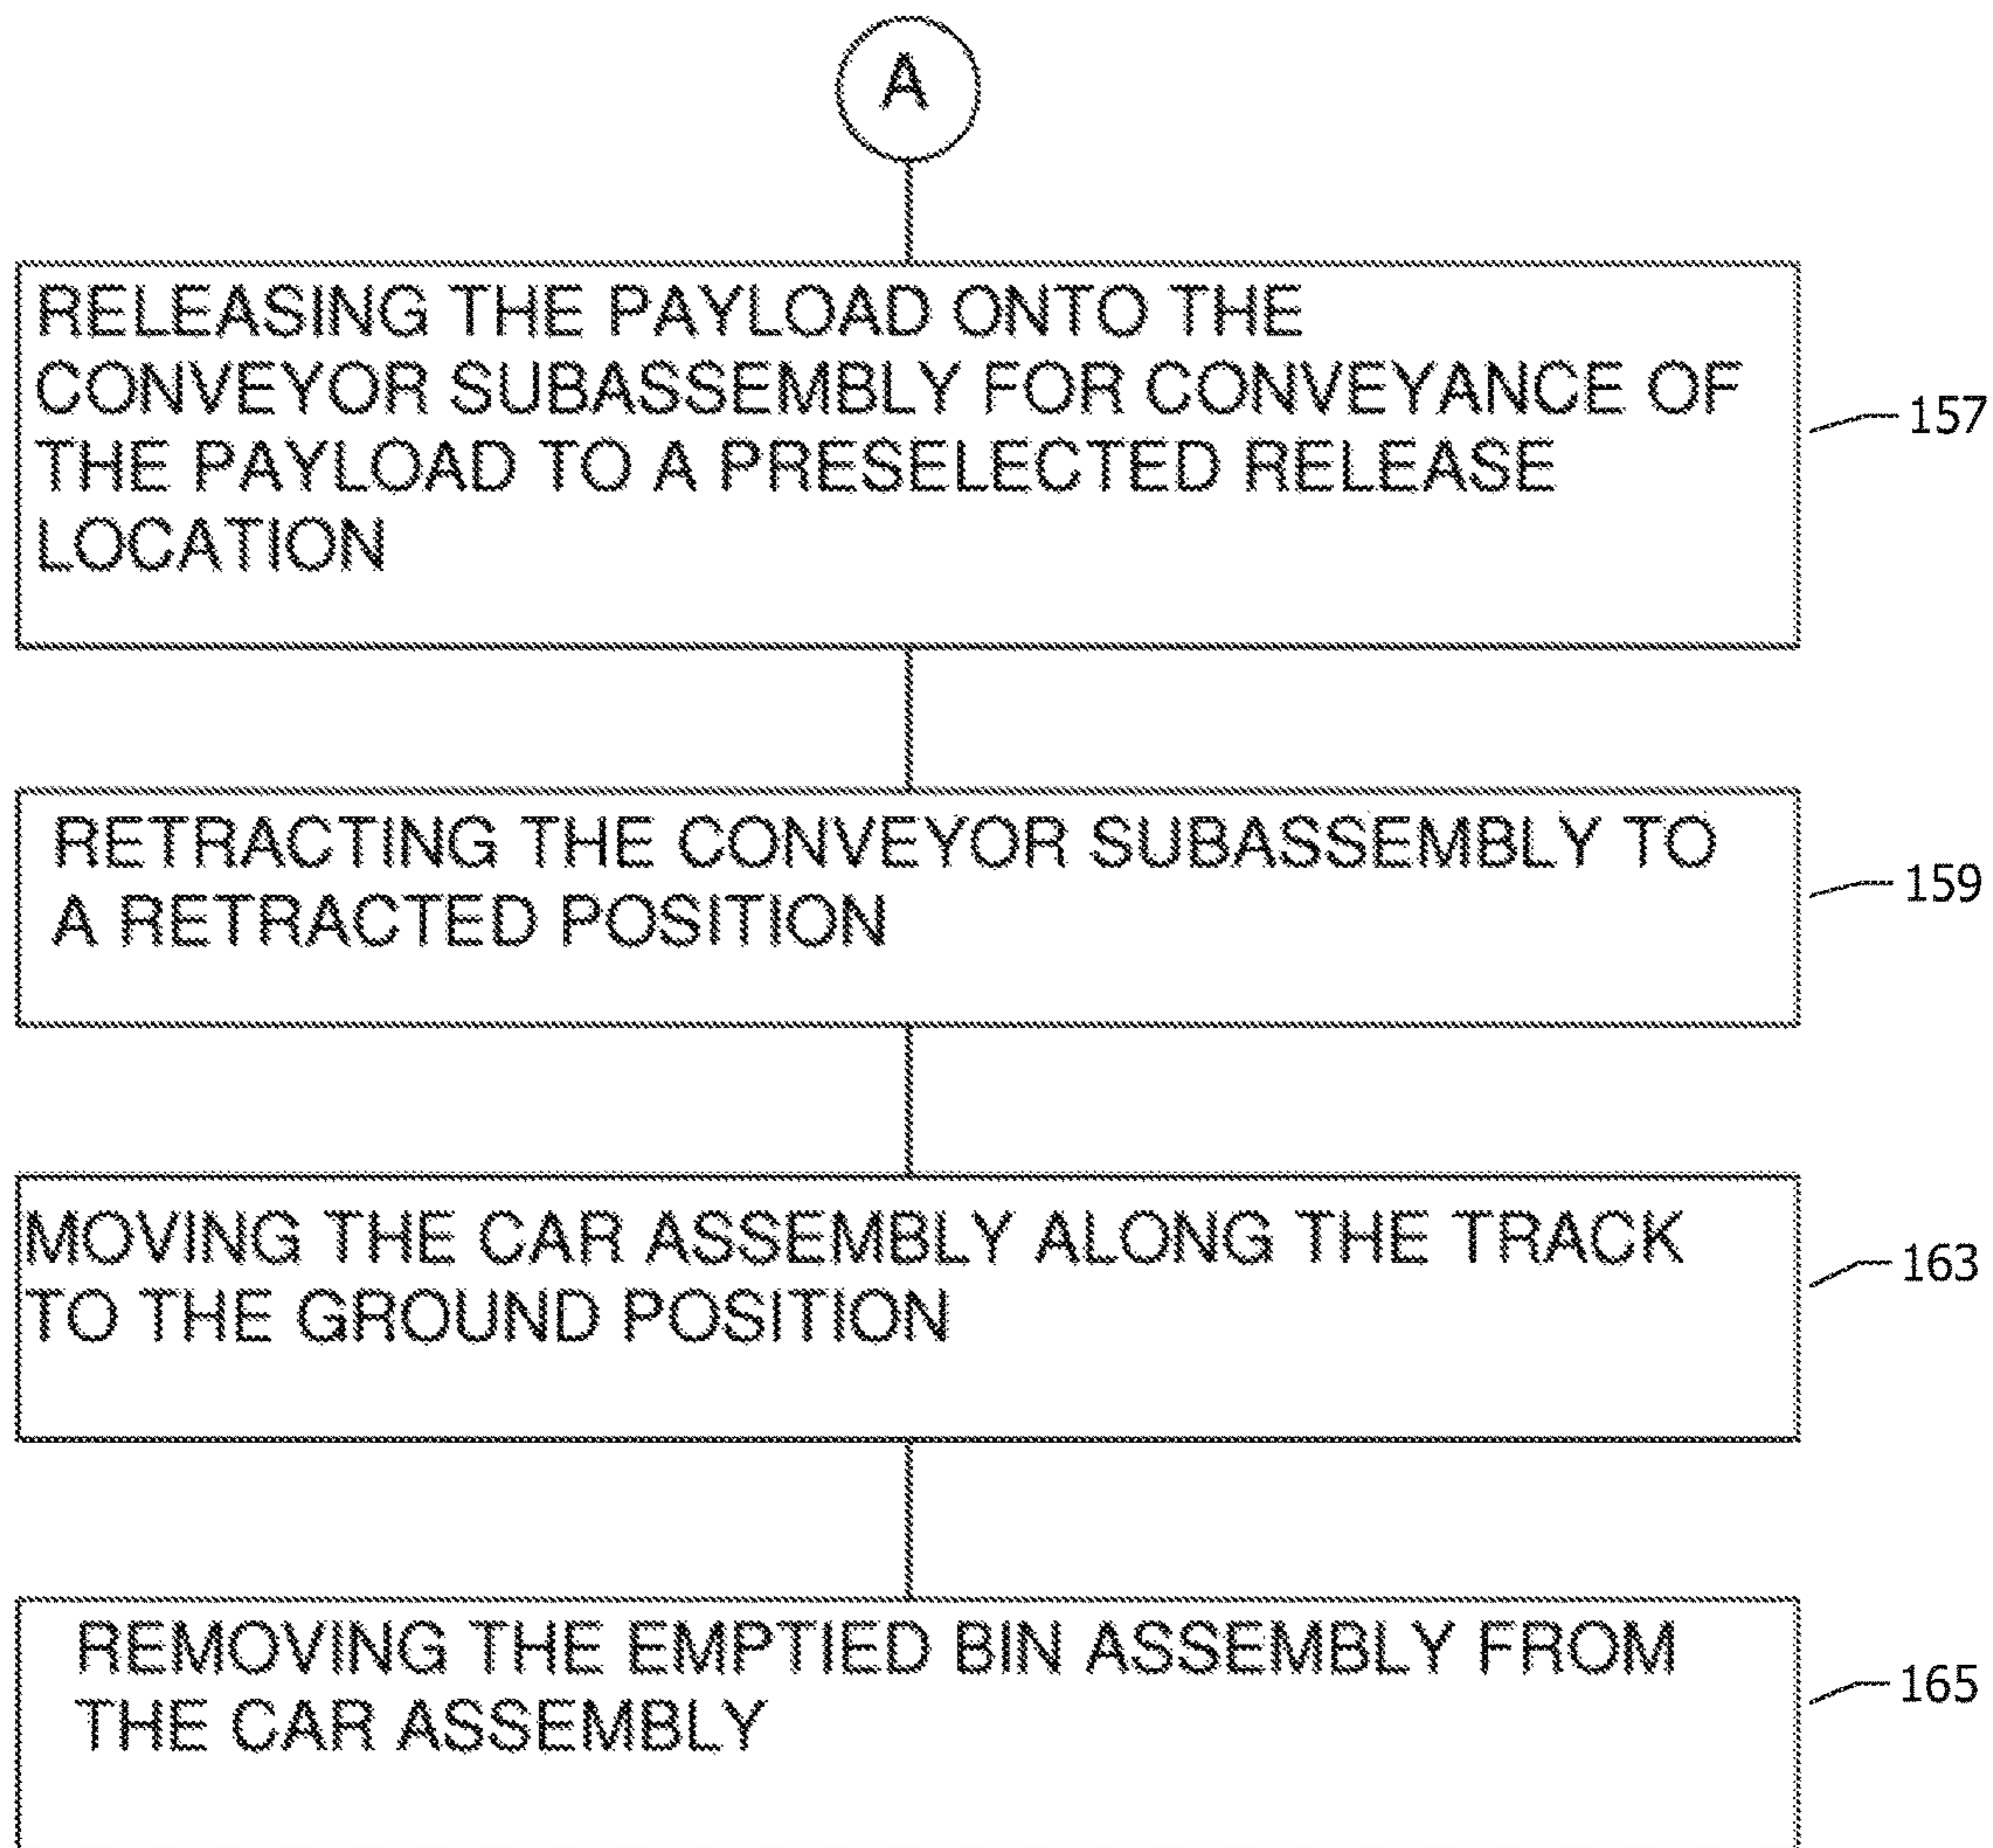 A
RELEASING THE PAYLOAD ONTO THE
CONVEYOR SUBASSEMBLY FOR CONVEYANCE OF
THE PAYLOAD TO A PRESELECTED RELEASE
LOCATION
157
RETRACTING THE CONVEYOR SUBASSEMBLY TO
A RETRACTED POSITION
159
MOVING THE CAR ASSEMBLY ALONG THE TRACK
TO THE GROUND POSITION
163
REMOVING THE EMPTIED BIN ASSEMBLY FROM
THE CAR ASSEMBLY
165